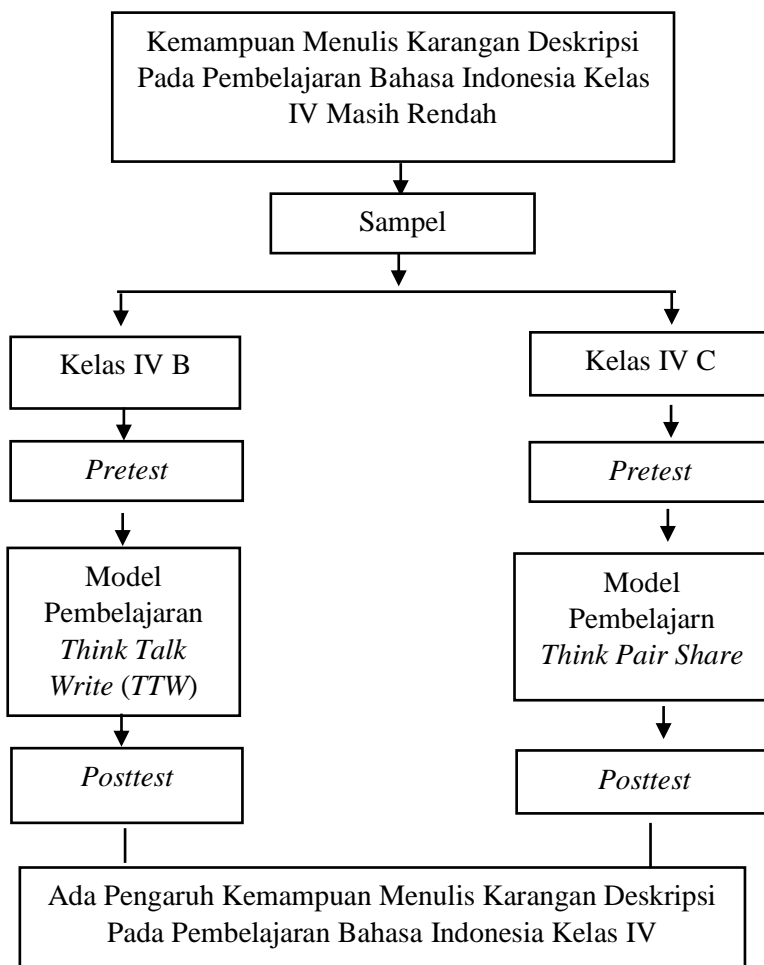 Kemampuan Menulis Karangan Deskripsi
Pada Pembelajaran Bahasa Indonesia Kelas
IV Masih Rendah
Sampel
Kelas IV B
Kelas IV C
Pretest
Pretest
Model
Pembelajaran
Think Talk
Write (TTW)
Model
Pembelajarn
Think Pair Share
Posttest
Posttest
Ada Pengaruh Kemampuan Menulis Karangan Deskripsi
Pada Pembelajaran Bahasa Indonesia Kelas IV